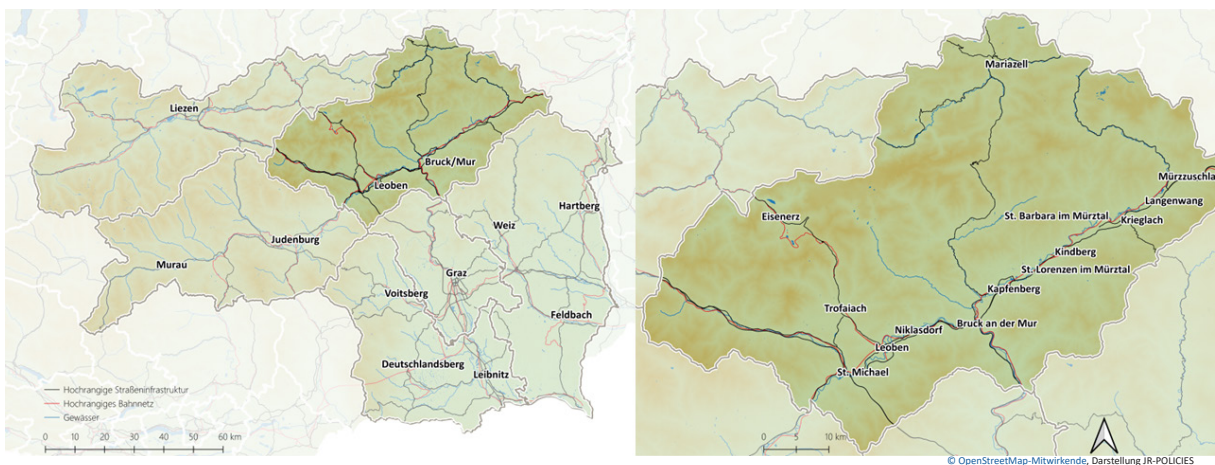 Liezen
Bruck/Mur
Leoben
Hartberg
Weiz
Judenburg
Murau
Graz
Voitsberg
Feldbach
Deutschlandsberg
Leibnitz
Hochrangige Straßeninfrastruktur
Hochrangiges Bahnnetz
Gewässer
0 10 20 30 40 50 60 km
Mariazell
Mürzzuschla
Langenwang
Eisenerz
St. Barbara im Mürztal
Krieglach
Kindberg
St. Lorenzen im Mürztal
Kapfenberg
Trofaiach
Niklasdorf
Bruck an der Mur
Leoben
St. Michael
0 5 10 km
© OpenStreetMap-Mitwirkende, Darstellung JR-POLICIES